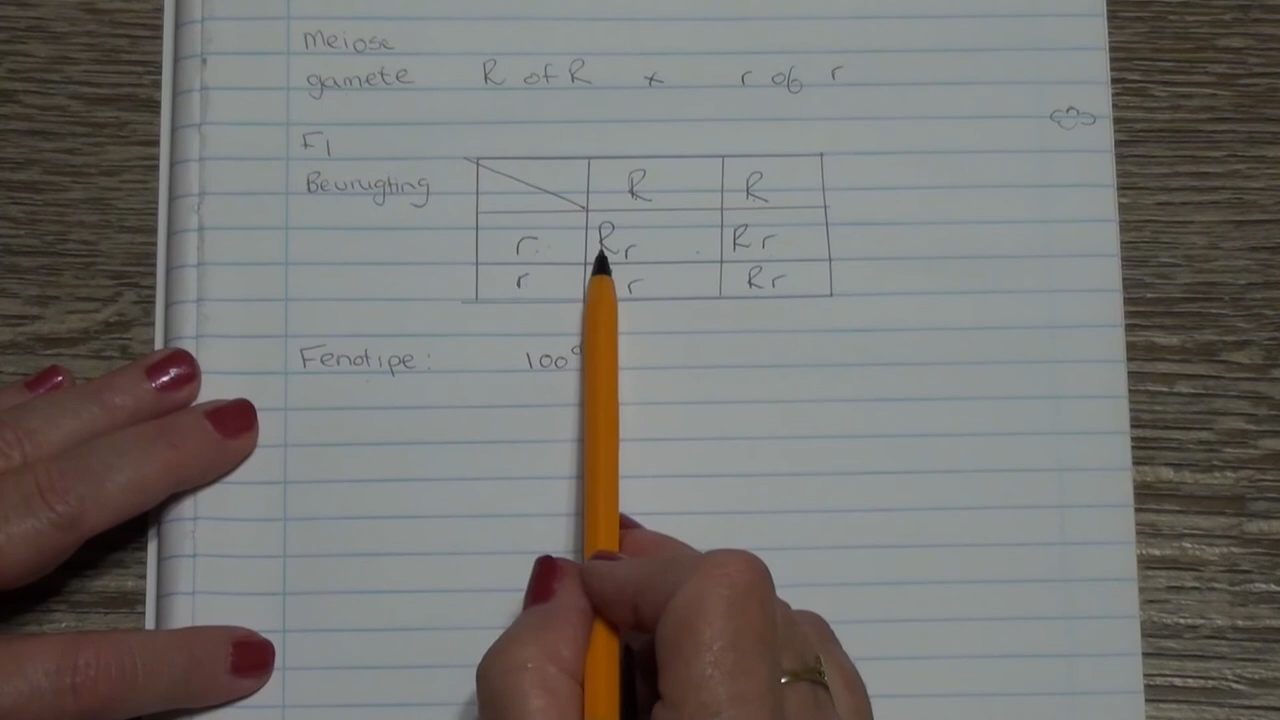 Meiose
gamete R of R x r of r
F1
Bevrugting R R
r Rr Rr
r r Rr
Fenotipe: 100